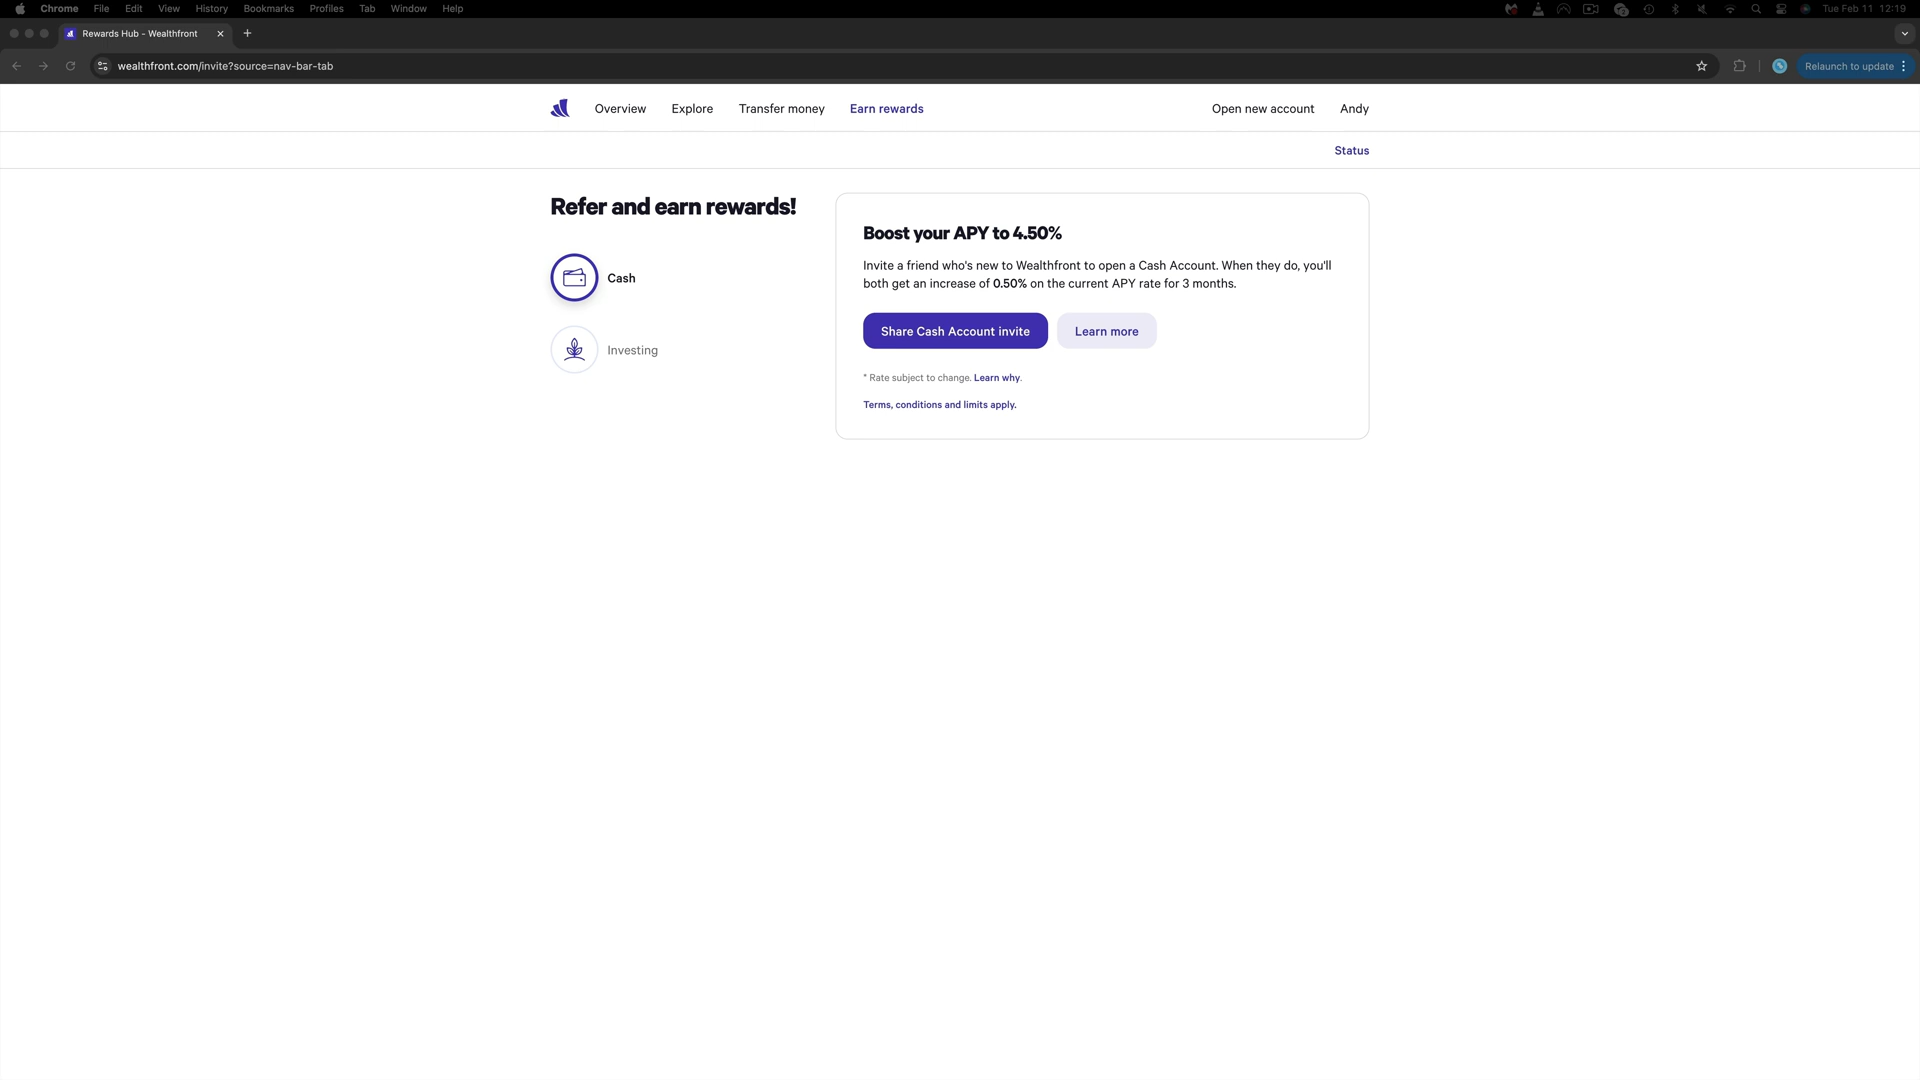 Chrome File Edit View History Bookmarks Profiles Tab Window Help Tue Feb 11 12:19
Rewards Hub - Wealthfront
wealthfront.com/invite?source=nav-bar-tab Relaunch to update
Overview Explore Transfer money Earn rewards Open new account Andy
Status
Refer and earn rewards!
Cash
Investing
Boost your APY to 4.50%
Invite a friend who's new to Wealthfront to open a Cash Account. When they do, you'll
both get an increase of 0.50% on the current APY rate for 3 months.
Share Cash Account invite Learn more
* Rate subject to change. Learn why.
Terms, conditions and limits apply.